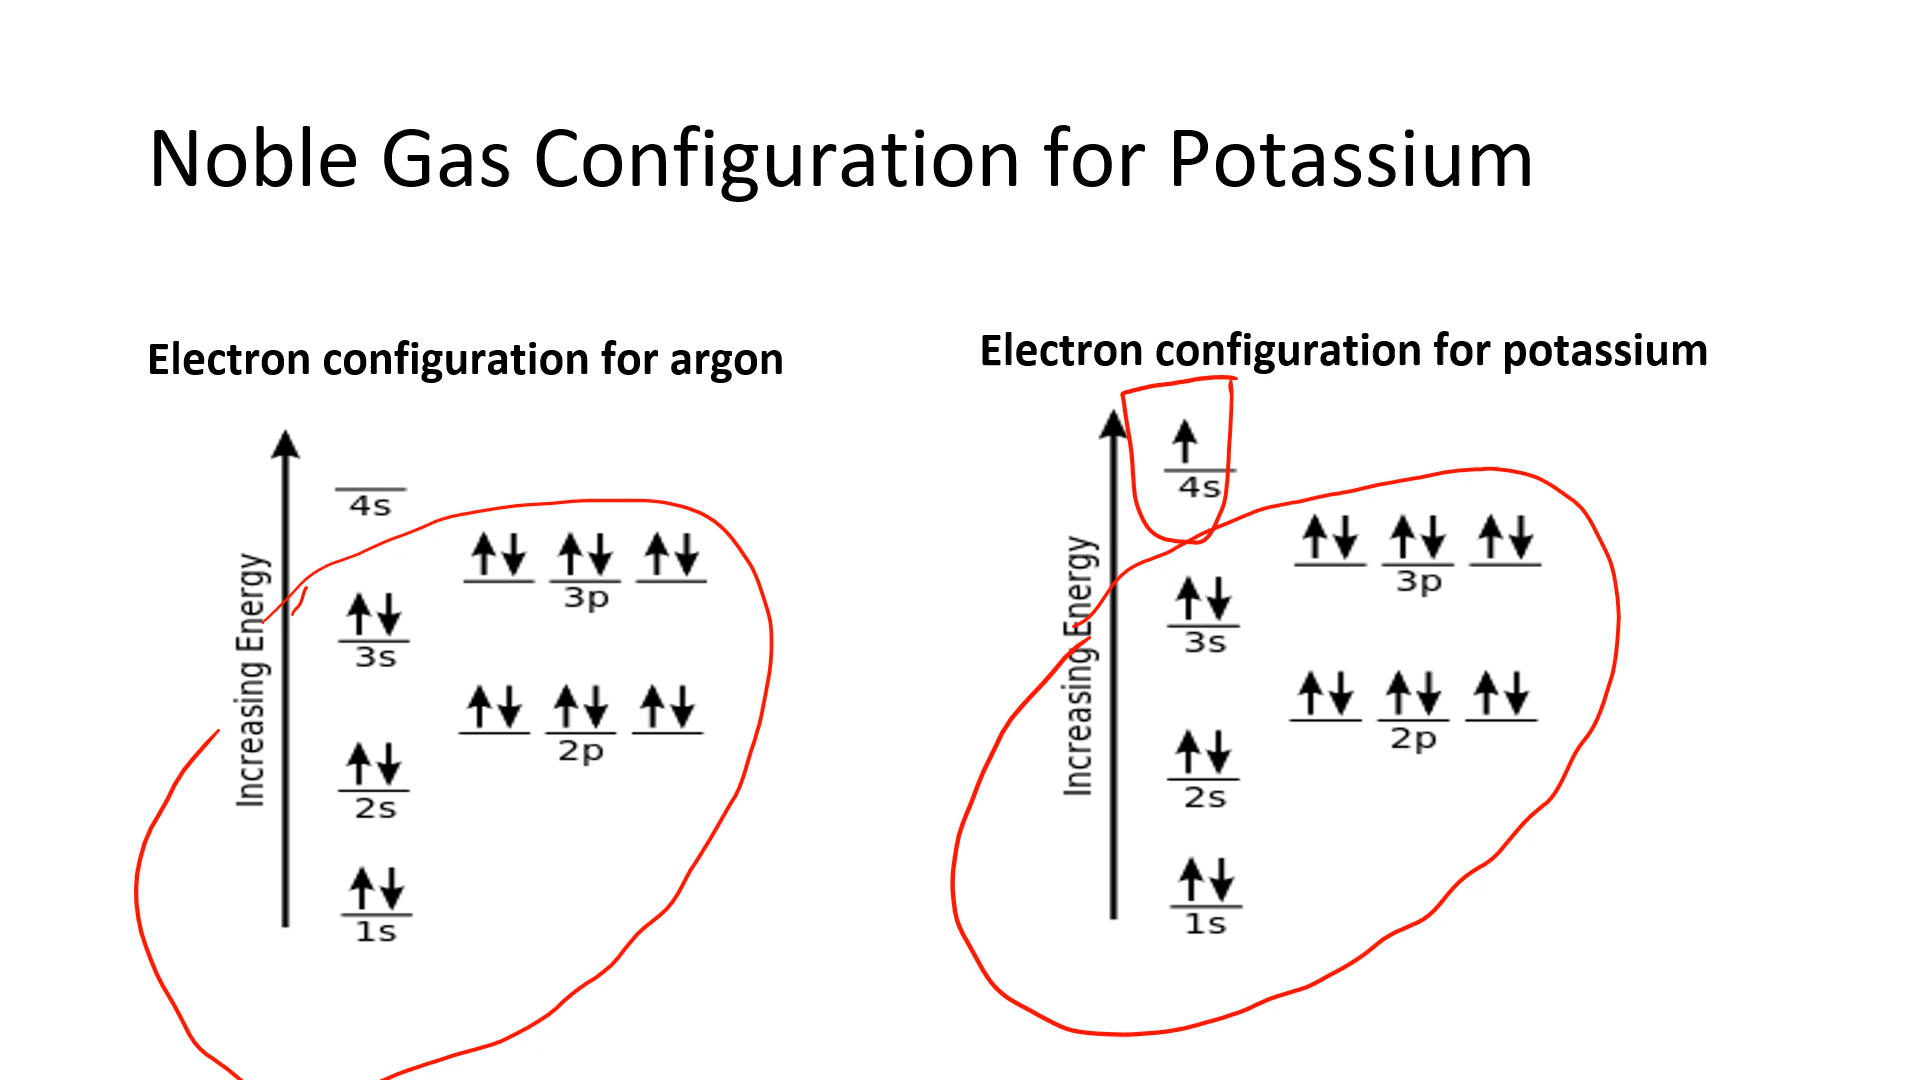 Noble Gas Configuration for Potassium
Electron configuration for argon
Increasing Energy
4s
3p
3s
2p
2s
1s
Electron configuration for potassium
Increasing Energy
4s
3p
3s
2p
2s
1s